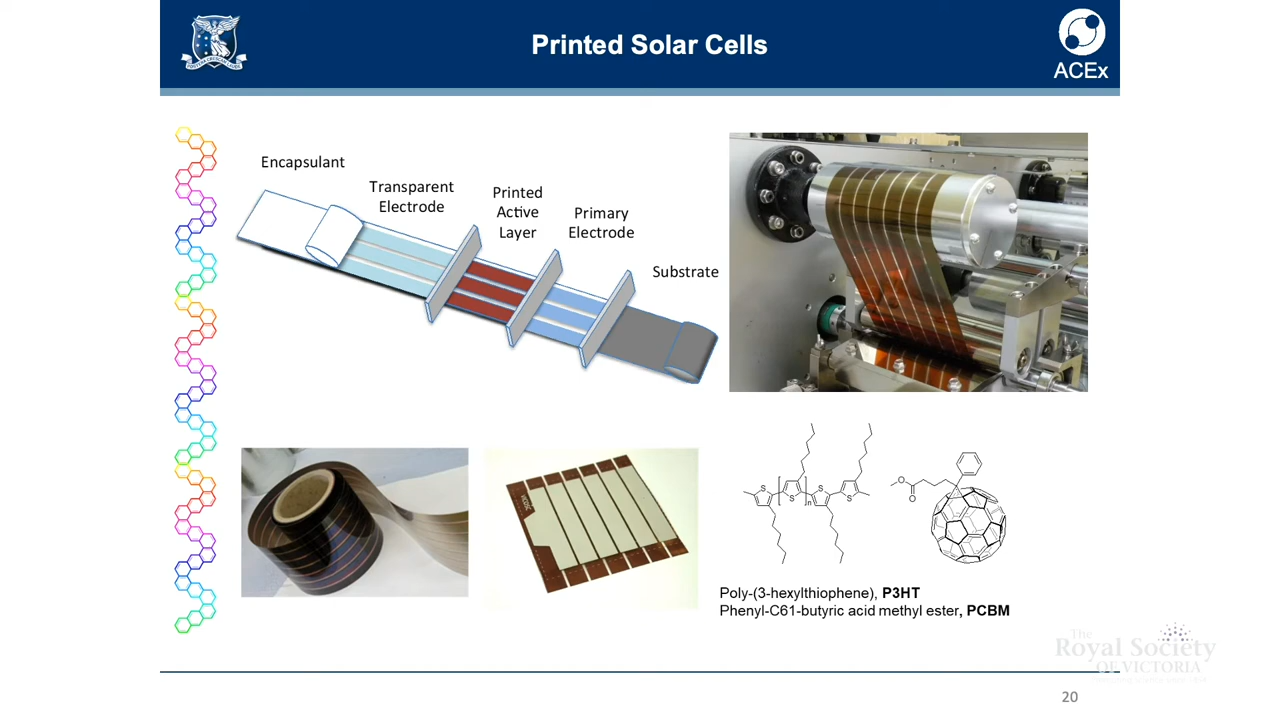 Printed Solar Cells
ACEx
Encapsulant
Transparent
Electrode
Printed
Active
Layer
Primary
Electrode
Substrate
VICOSC
S
S
S
S
n
O
O
Poly-(3-hexylthiophene), P3HT
Phenyl-C61-butyric acid methyl ester, PCBM
The
Royal Society
OF VICTORIA
20